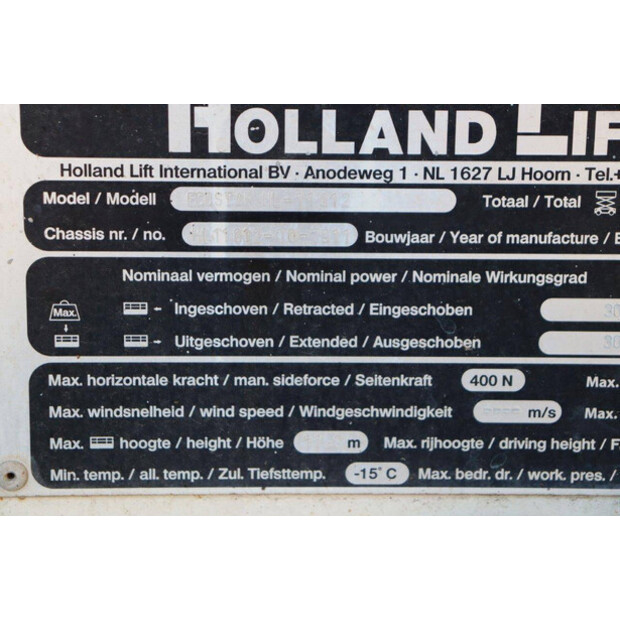 HOLLAND LIF
Holland Lift International BV · Anodeweg 1 · NL 1627 LJ Hoorn · Tel.+
Model / Modell Totaal / Total
Chassis nr. / no. Bouwjaar / Year of manufacture / B
Nominaal vermogen / Nominal power / Nominale Wirkungsgrad
Max. Ingeschoven / Retracted / Eingeschoben 30
Uitgeschoven / Extended / Ausgeschoben 30
Max. horizontale kracht / man. sideforce / Seitenkraft 400 N Max.
Max. windsnelheid / wind speed / Windgeschwindigkeit m/s Max.
Max. hoogte / height / Höhe m Max. rijhoogte / driving height / F
Min. temp. / all. temp. / Zul. Tiefsttemp. -15° C Max. bedr. dr. / work. pres. /